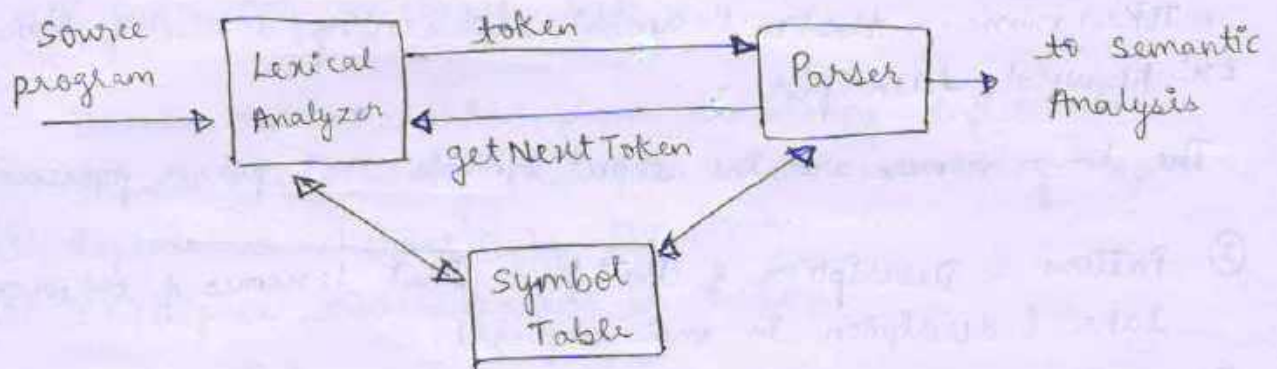 Source
program
Lexical
Analyzer
token
getNextToken
Parser
to Semantic
Analysis
Symbol
Table